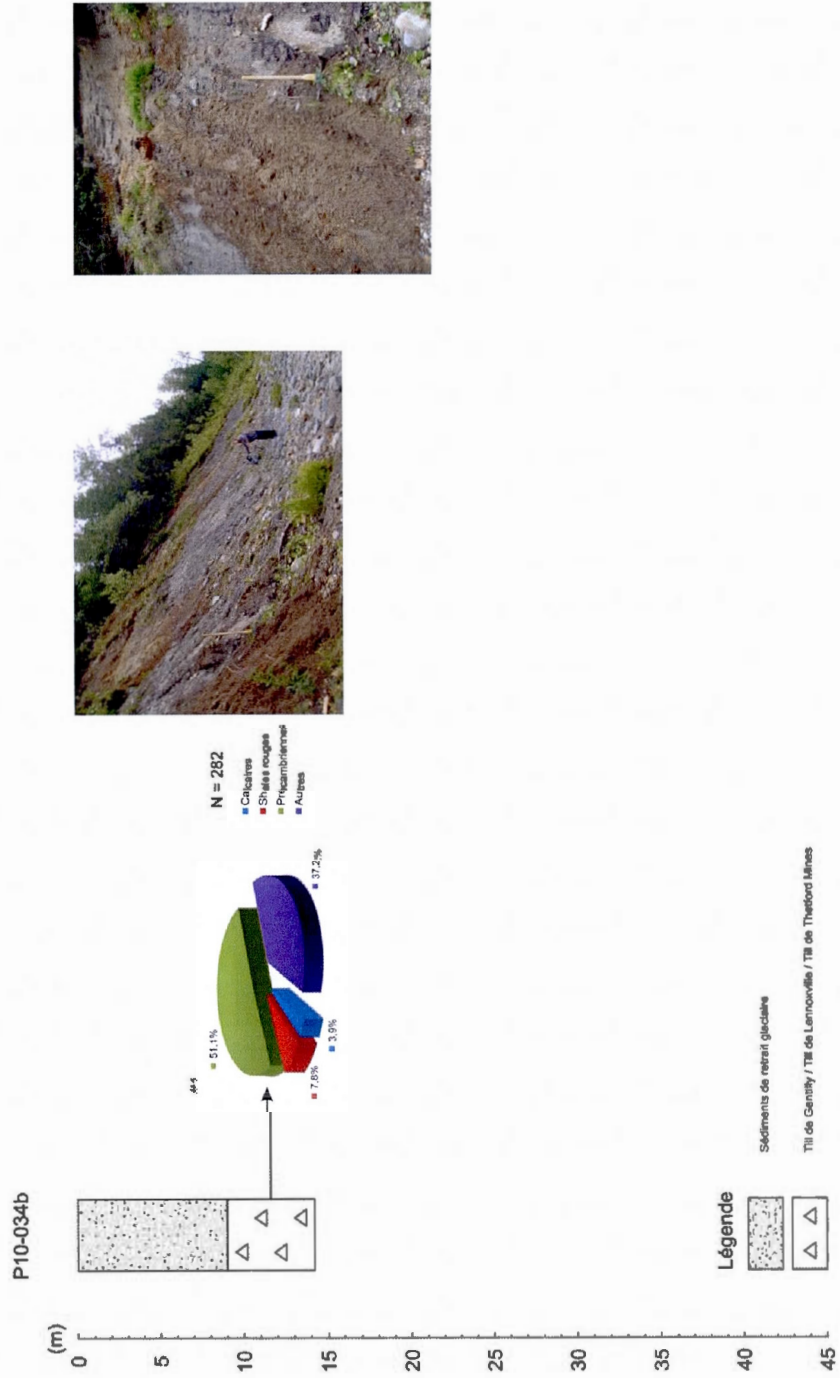 P10-034b
(m)
0
5
10
15
20
25
30
35
40
45
#1
51,1%
7,8%
3,9%
37,2%
N = 282
Calcaires
Shales rouges
Précambriennes
Autres
Légende
Sédiments de retrait glaciaire
Till de Gentilly / Till de Lennoxville / Till de Thetford Mines